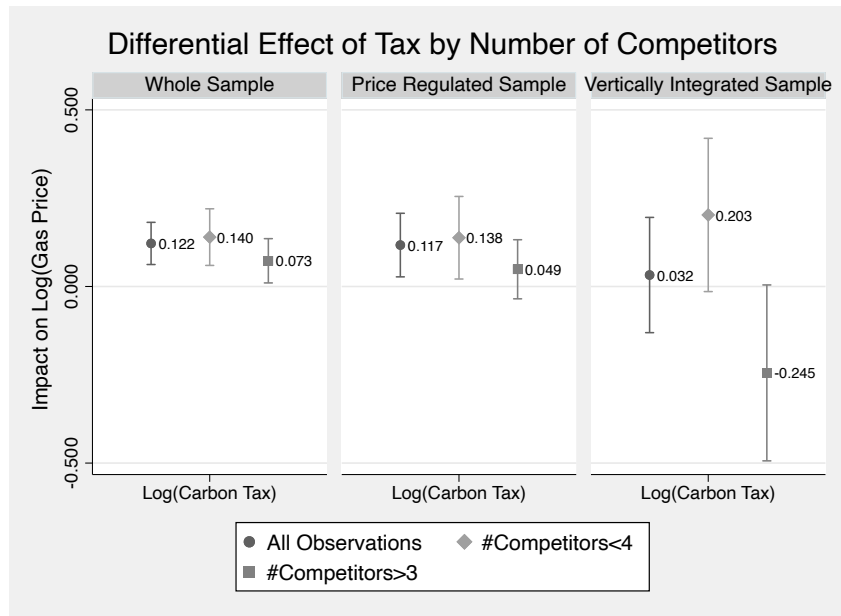 Differential Effect of Tax by Number of Competitors
Whole Sample
Price Regulated Sample
Vertically Integrated Sample
Impact on Log(Gas Price)
0.500
0.000
-0.500
0.122
0.140
0.073
0.117
0.138
0.049
0.032
0.203
-0.245
Log(Carbon Tax)
Log(Carbon Tax)
Log(Carbon Tax)
All Observations
#Competitors<4
#Competitors>3